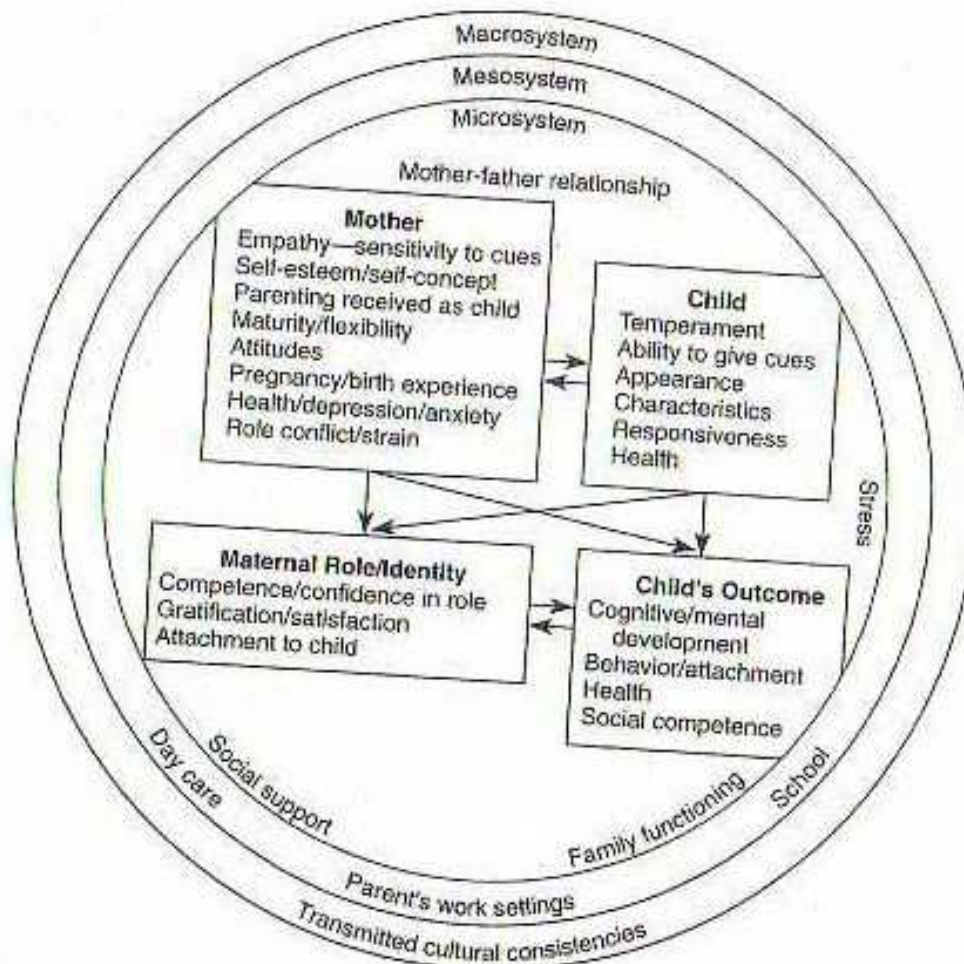 Macrosystem
Mesosystem
Microsystem
Mother-father relationship
Mother
Empathy—sensitivity to cues
Self-esteem/self-concept
Parenting received as child
Maturity/flexibility
Attitudes
Pregnancy/birth experience
Health/depression/anxiety
Role conflict/strain
Child
Temperament
Ability to give cues
Appearance
Characteristics
Responsiveness
Health
Stress
Maternal Role/Identity
Competence/confidence in role
Gratification/satisfaction
Attachment to child
Child's Outcome
Cognitive/mental
development
Behavior/attachment
Health
Social competence
Social support
Family functioning
Day care
Parent's work settings
School
Transmitted cultural consistencies